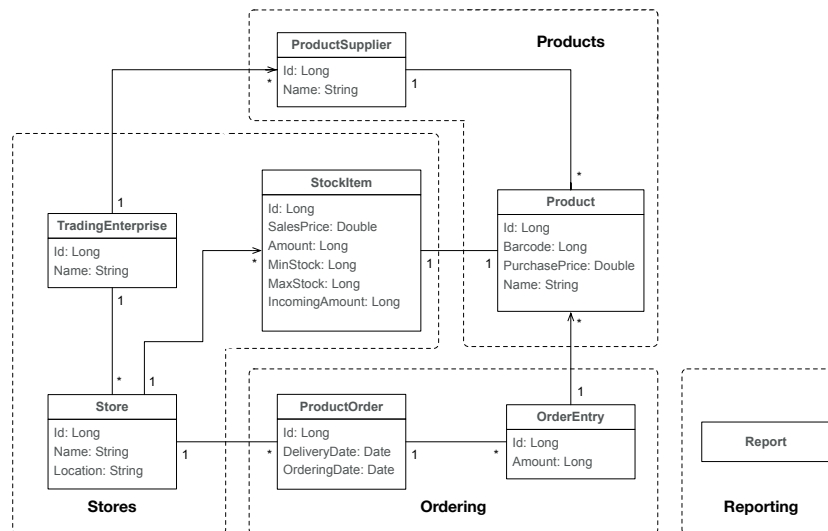 ProductSupplier
Id: Long
Name: String
Products
*
1
1
*
TradingEnterprise
Id: Long
Name: String
1
StockItem
Id: Long
SalesPrice: Double
Amount: Long
MinStock: Long
MaxStock: Long
IncomingAmount: Long
*
1
1
Product
Id: Long
Barcode: Long
PurchasePrice: Double
Name: String
*
*
1
1
Store
Id: Long
Name: String
Location: String
1
*
ProductOrder
Id: Long
DeliveryDate: Date
OrderingDate: Date
1
*
OrderEntry
Id: Long
Amount: Long
Report
Stores
Ordering
Reporting